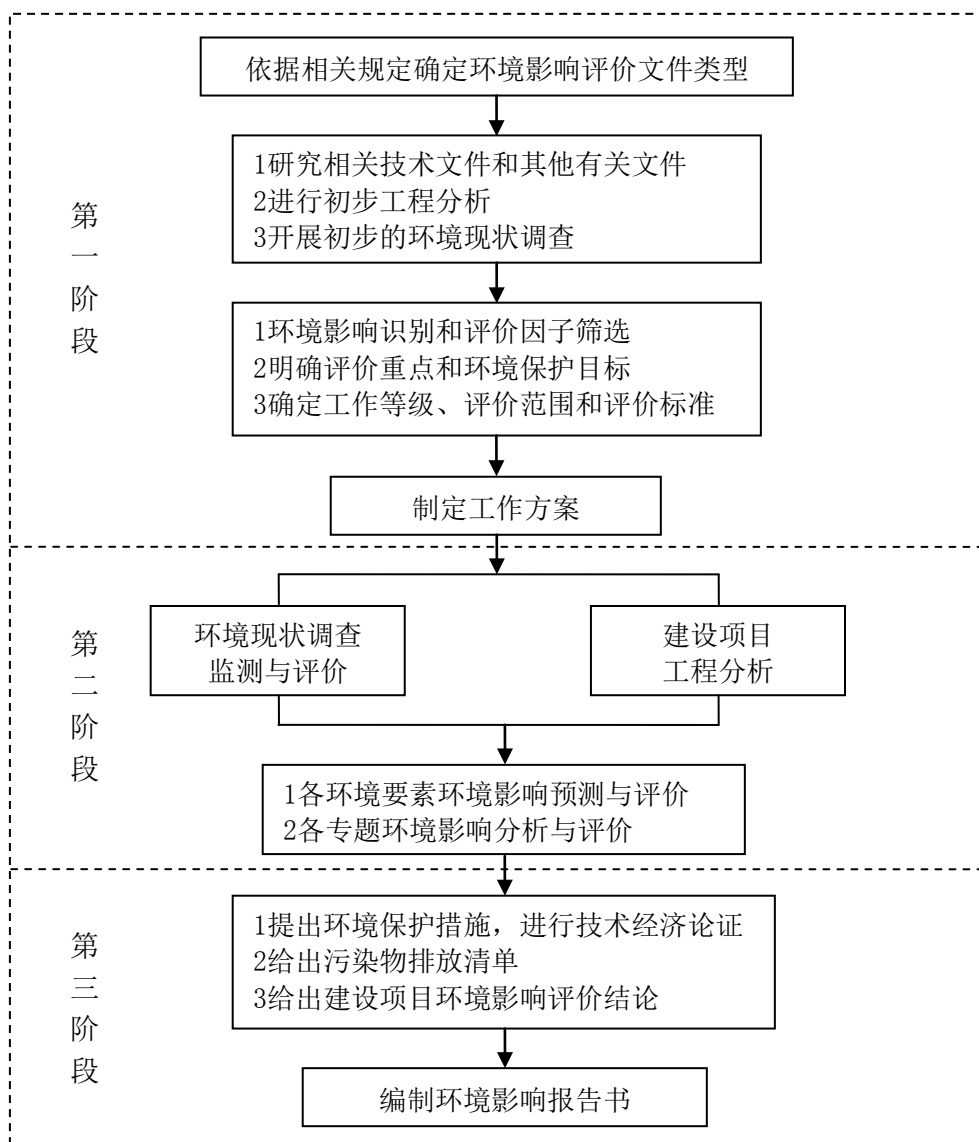 依据相关规定确定环境影响评价文件类型
1研究相关技术文件和其他有关文件
2进行初步工程分析
3开展初步的环境现状调查
第一阶段
1环境影响识别和评价因子筛选
2明确评价重点和环境保护目标
3确定工作等级、评价范围和评价标准
制定工作方案
第二阶段
环境现状调查
监测与评价
建设项目
工程分析
1各环境要素环境影响预测与评价
2各专题环境影响分析与评价
第三阶段
1提出环境保护措施，进行技术经济论证
2给出污染物排放清单
3给出建设项目环境影响评价结论
编制环境影响报告书